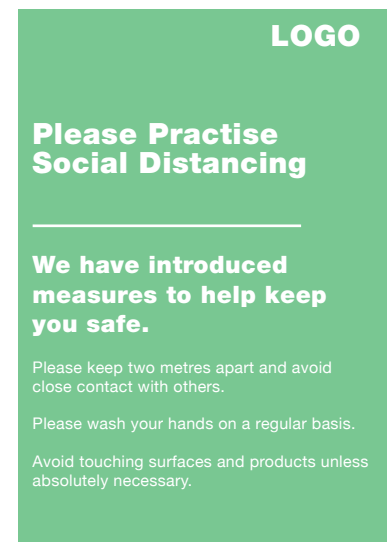 LOGO
Please Practise
Social Distancing
We have introduced
measures to help keep
you safe.
Please keep two metres apart and avoid
close contact with others.
Please wash your hands on a regular basis.
Avoid touching surfaces and products unless
absolutely necessary.